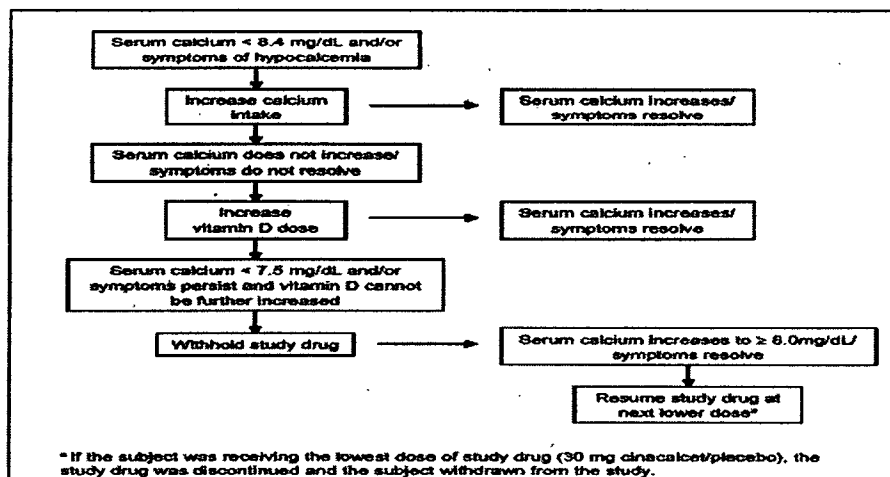 Serum calcium < 8.4 mg/dL and/or
symptoms of hypocalcemia
Increase calcium
intake
Serum calcium increases/
symptoms resolve
Serum calcium does not increase/
symptoms do not resolve
Increase
vitamin D dose
Serum calcium increases/
symptoms resolve
Serum calcium < 7.5 mg/dL and/or
symptoms persist and vitamin D cannot
be further increased
Withhold study drug
Serum calcium increases to ≥ 8.0mg/dL/
symptoms resolve
Resume study drug at
next lower dose*
* If the subject was receiving the lowest dose of study drug (30 mg cinacalcet/placebo), the
study drug was discontinued and the subject withdrawn from the study.